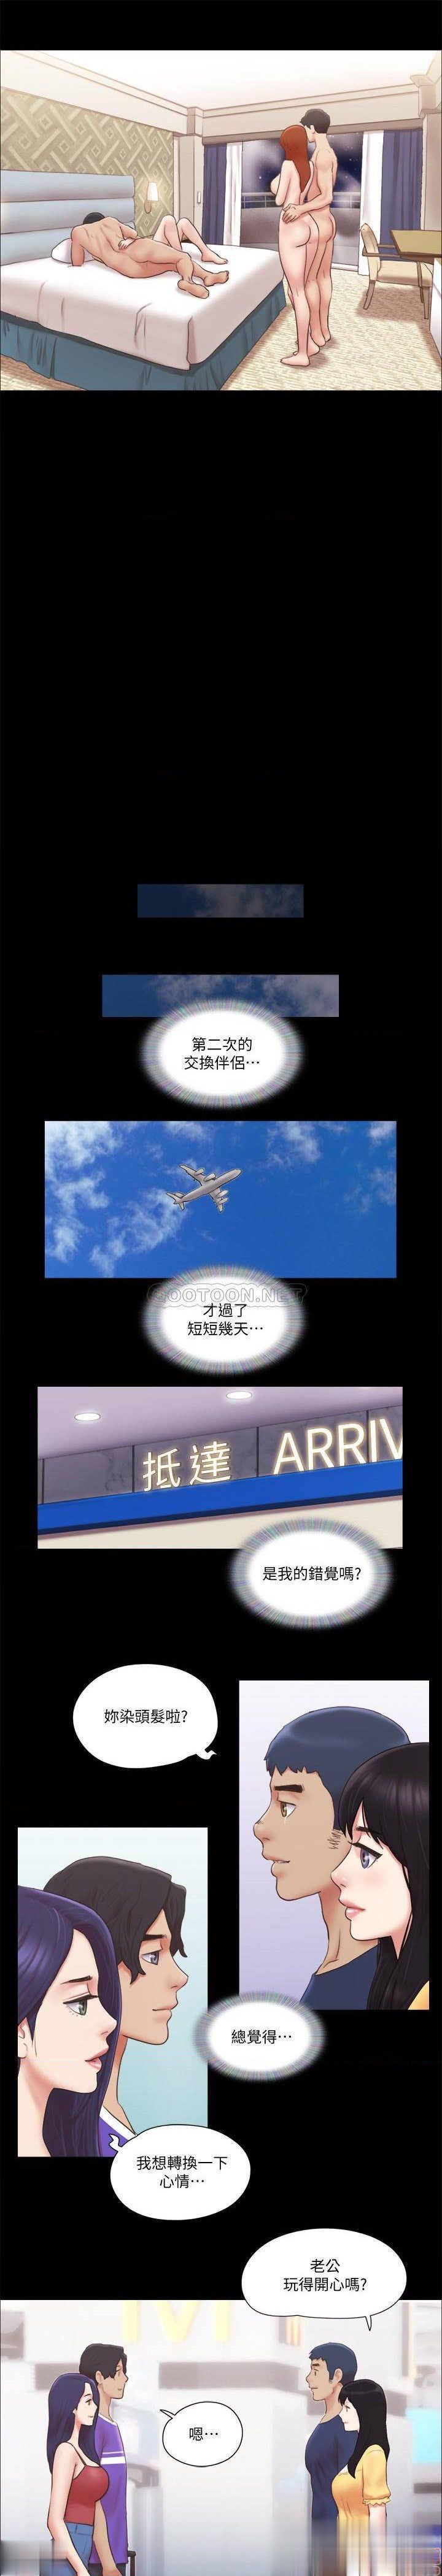 第二次的
交換伴侶…
TOOTOON.NET
才過了
短短幾天…
抵達 ARRIV
是我的錯覺嗎?
妳染頭髮啦?
總覺得…
我想轉換一下
心情…
老公
玩得開心嗎?
嗯…